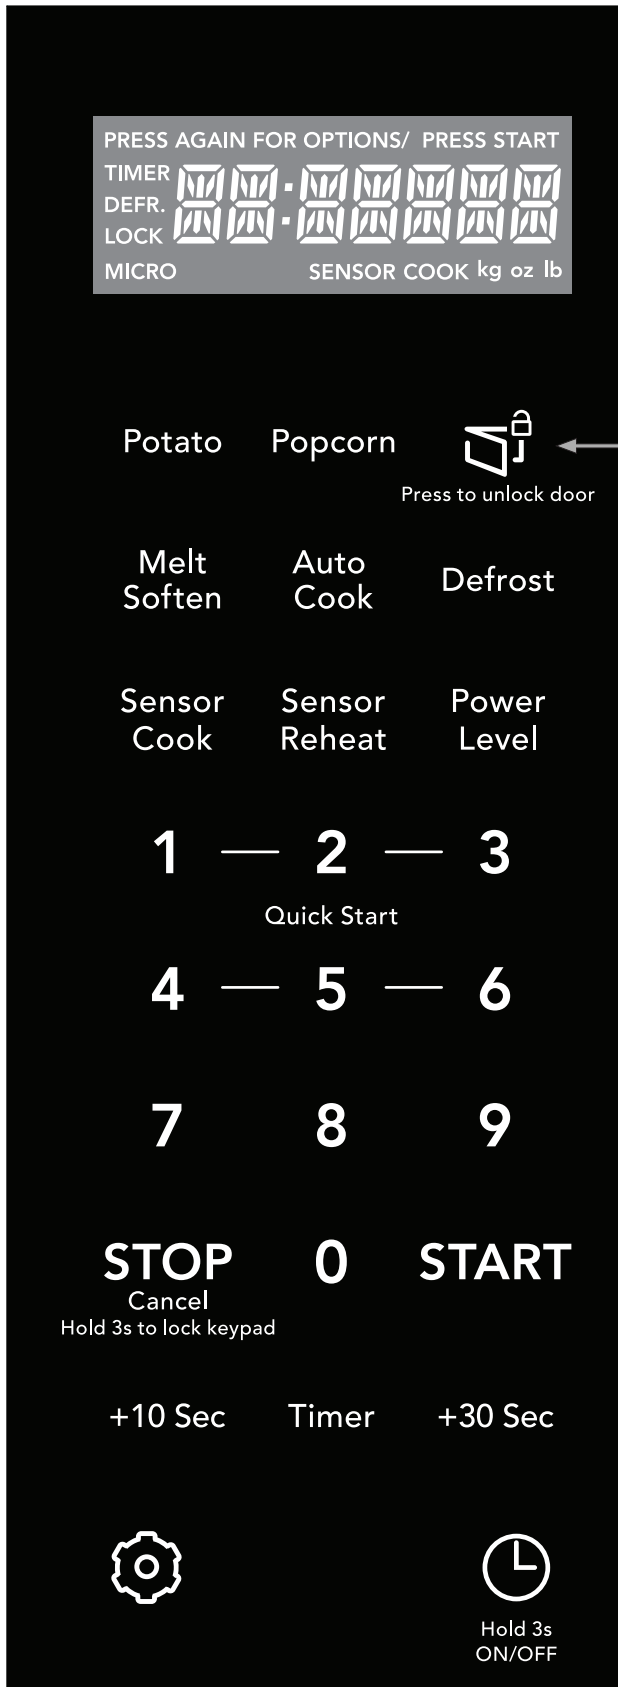 PRESS AGAIN FOR OPTIONS/ PRESS START
TIMER
DEFR.
LOCK
MICRO SENSOR COOK kg oz lb
Potato Popcorn
Press to unlock door
Melt Auto
Soften Cook Defrost
Sensor Sensor Power
Cook Reheat Level
1 — 2 — 3
Quick Start
4 — 5 — 6
7 8 9
STOP 0 START
Cancel
Hold 3s to lock keypad
+10 Sec Timer +30 Sec
Hold 3s
ON/OFF